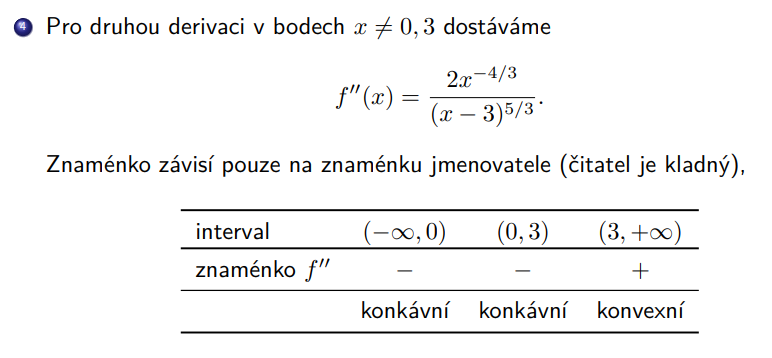 4 Pro druhou derivaci v bodech x ≠ 0, 3 dostáváme
f″(x) = 2x^{−4/3} / (x − 3)^{5/3}.
Znaménko závisí pouze na znaménku jmenovatele (čitatel je kladný),
interval (−∞, 0) (0, 3) (3, +∞)
znaménko f″ − − +
konkávní konkávní konvexní